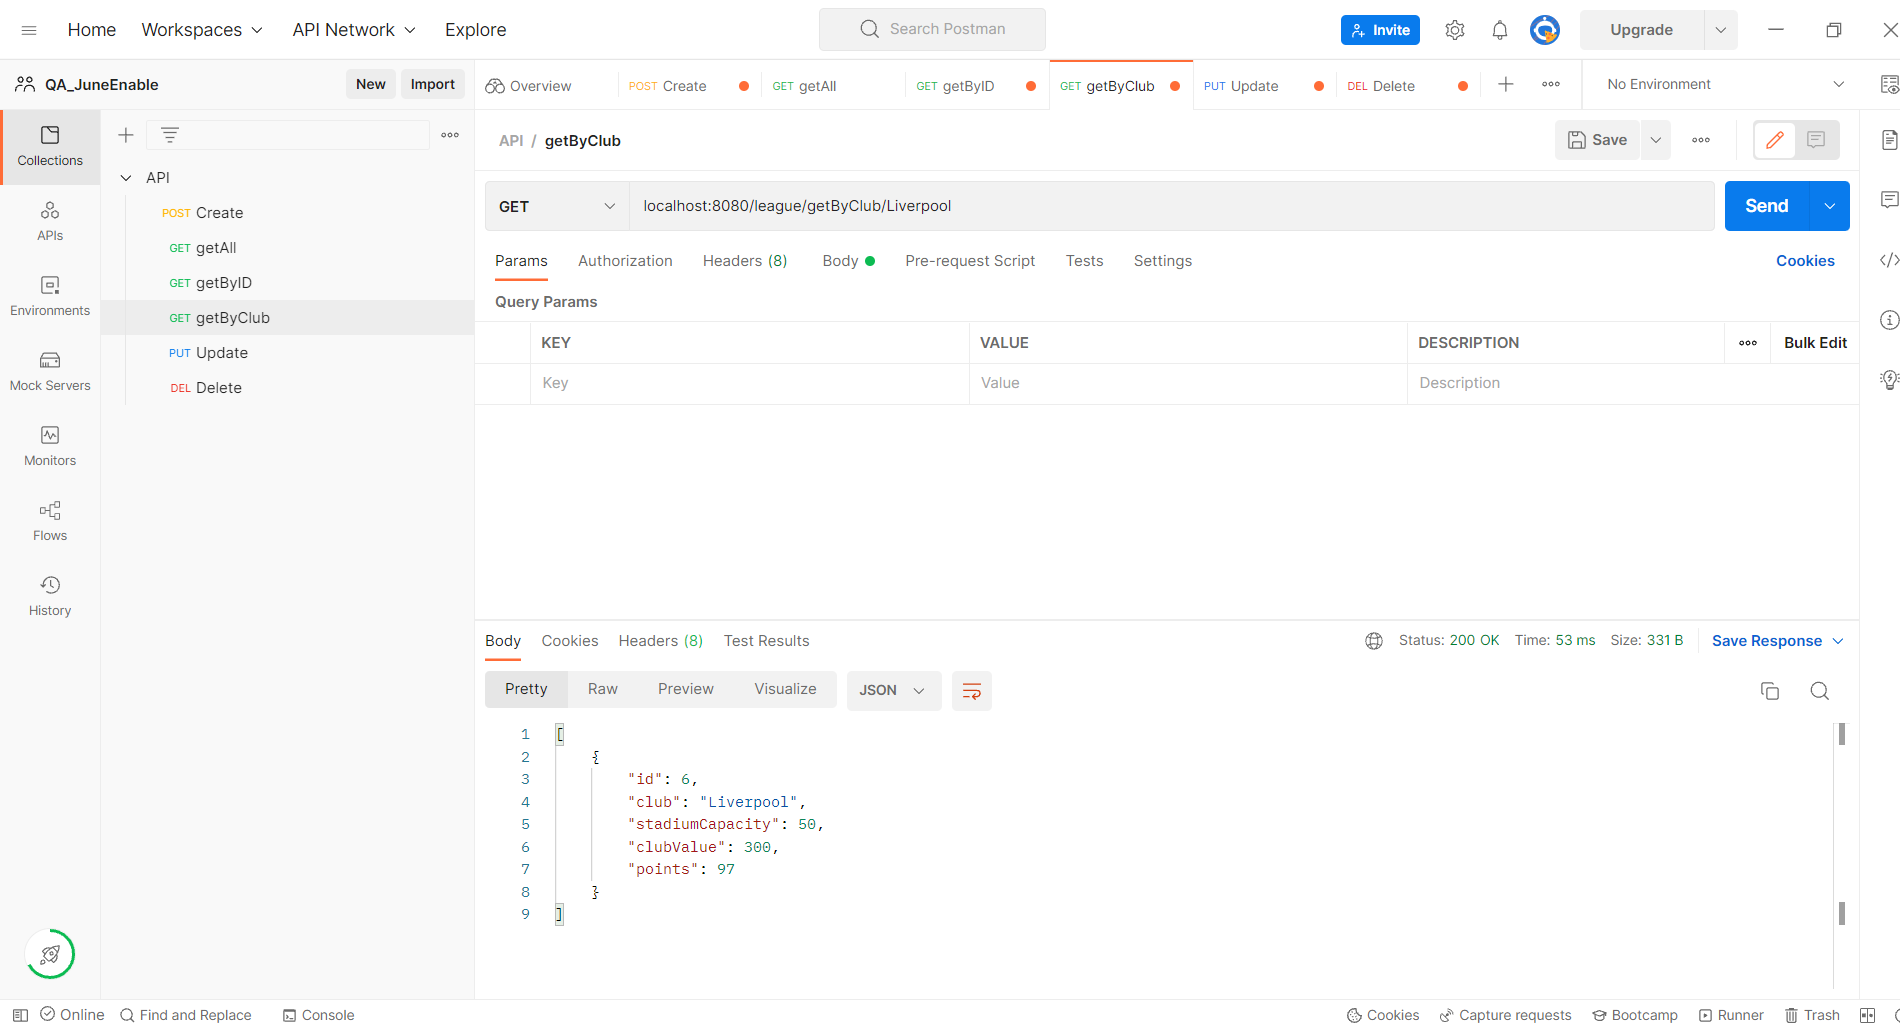 Home Workspaces API Network Explore Search Postman Invite Upgrade
QA_JuneEnable New Import Overview POST Create GET getAll GET getByID GET getByClub PUT Update DEL Delete No Environment
Collections
APIs
Environments
Mock Servers
Monitors
Flows
History
API
POST Create
GET getAll
GET getByID
GET getByClub
PUT Update
DEL Delete
API / getByClub Save
GET localhost:8080/league/getByClub/Liverpool Send
Params Authorization Headers (8) Body Pre-request Script Tests Settings Cookies
Query Params
KEY VALUE DESCRIPTION Bulk Edit
Key Value Description
Body Cookies Headers (8) Test Results Status: 200 OK Time: 53 ms Size: 331 B Save Response
Pretty Raw Preview Visualize JSON
1 [
2 {
3 "id": 6,
4 "club": "Liverpool",
5 "stadiumCapacity": 50,
6 "clubValue": 300,
7 "points": 97
8 }
9 ]
Online Find and Replace Console Cookies Capture requests Bootcamp Runner Trash